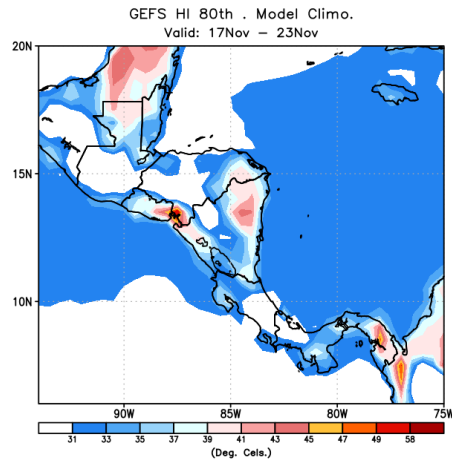 GEFS HI 80th . Model Climo.
Valid: 17Nov – 23Nov
20N
15N
10N
90W 85W 80W 75W
31 33 35 37 39 41 43 45 47 49 58
(Deg. Cels.)